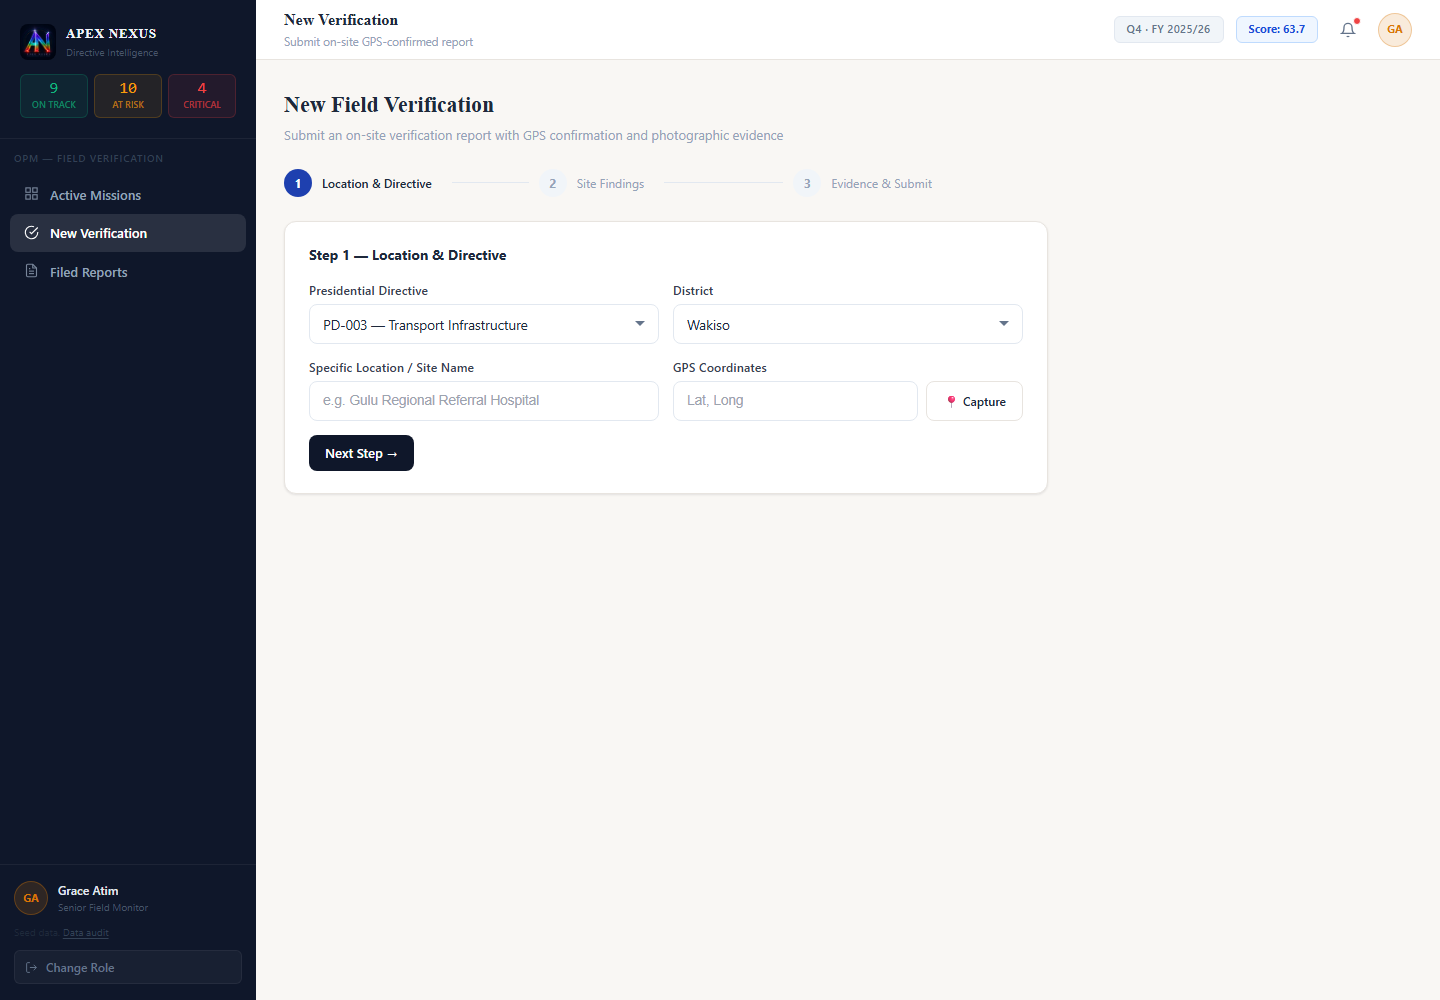 APEX NEXUS
Directive Intelligence
9
ON TRACK
10
AT RISK
4
CRITICAL
OPM — FIELD VERIFICATION
Active Missions
New Verification
Filed Reports
Grace Atim
Senior Field Monitor
GA
Seed data. Data audit
Change Role
New Verification
Submit on-site GPS-confirmed report
Q4 · FY 2025/26
Score: 63.7
GA
New Field Verification
Submit an on-site verification report with GPS confirmation and photographic evidence
1 Location & Directive
2 Site Findings
3 Evidence & Submit
Step 1 — Location & Directive
Presidential Directive
PD-003 — Transport Infrastructure
District
Wakiso
Specific Location / Site Name
e.g. Gulu Regional Referral Hospital
GPS Coordinates
Lat, Long
📍 Capture
Next Step →